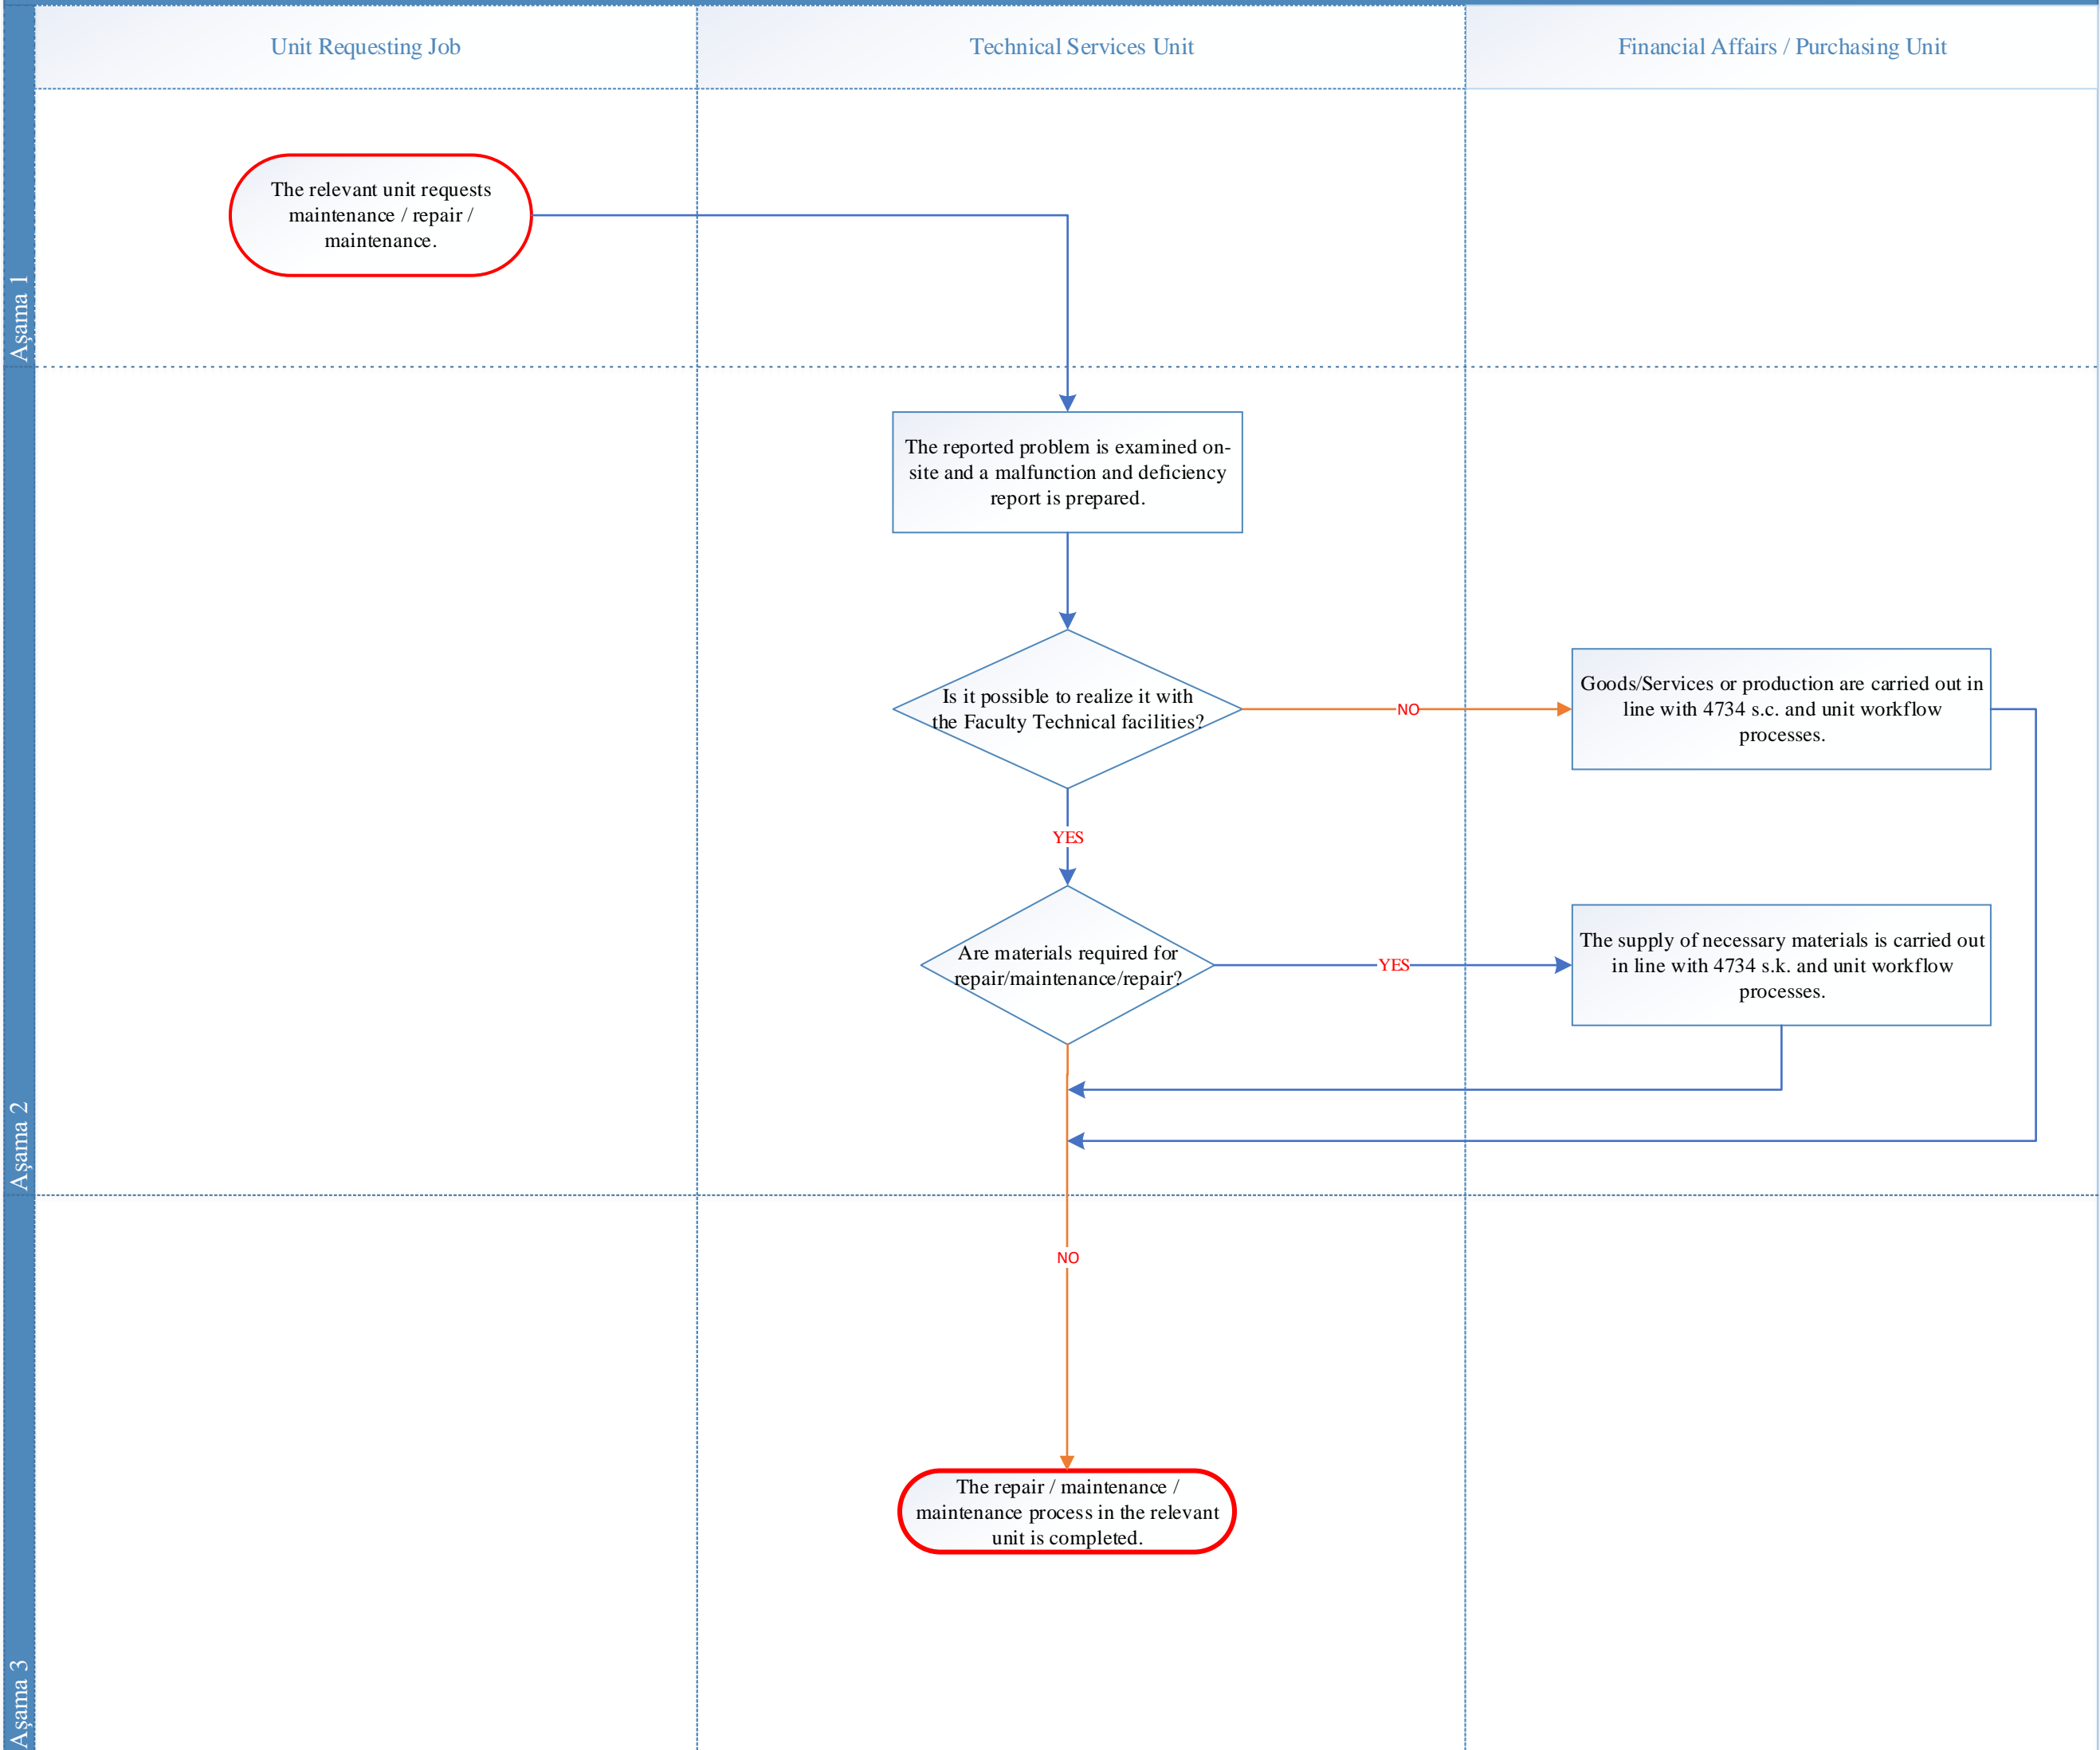 Unit Requesting Job
Technical Services Unit
Financial Affairs / Purchasing Unit
Aşama 1
The relevant unit requests
maintenance / repair /
maintenance.
Aşama 2
The reported problem is examined on-
site and a malfunction and deficiency
report is prepared.
Is it possible to realize it with
the Faculty Technical facilities?
NO
Goods/Services or production are carried out in
line with 4734 s.c. and unit workflow
processes.
YES
Are materials required for
repair/maintenance/repair?
YES
The supply of necessary materials is carried out
in line with 4734 s.k. and unit workflow
processes.
Aşama 3
NO
The repair / maintenance /
maintenance process in the relevant
unit is completed.